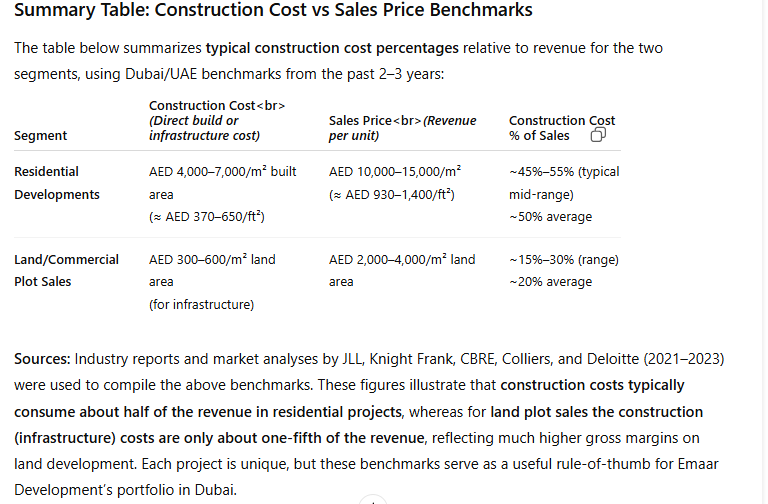 Summary Table: Construction Cost vs Sales Price Benchmarks
The table below summarizes typical construction cost percentages relative to revenue for the two
segments, using Dubai/UAE benchmarks from the past 2–3 years:
Segment
Construction Cost<br>
(Direct build or
infrastructure cost)
Sales Price<br>(Revenue
per unit)
Construction Cost
% of Sales
Residential
Developments
AED 4,000–7,000/m² built
area
(≈ AED 370–650/ft²)
AED 10,000–15,000/m²
(≈ AED 930–1,400/ft²)
~45%–55% (typical
mid-range)
~50% average
Land/Commercial
Plot Sales
AED 300–600/m² land
area
(for infrastructure)
AED 2,000–4,000/m² land
area
~15%–30% (range)
~20% average
Sources: Industry reports and market analyses by JLL, Knight Frank, CBRE, Colliers, and Deloitte (2021–2023)
were used to compile the above benchmarks. These figures illustrate that construction costs typically
consume about half of the revenue in residential projects, whereas for land plot sales the construction
(infrastructure) costs are only about one-fifth of the revenue, reflecting much higher gross margins on
land development. Each project is unique, but these benchmarks serve as a useful rule-of-thumb for Emaar
Development's portfolio in Dubai.